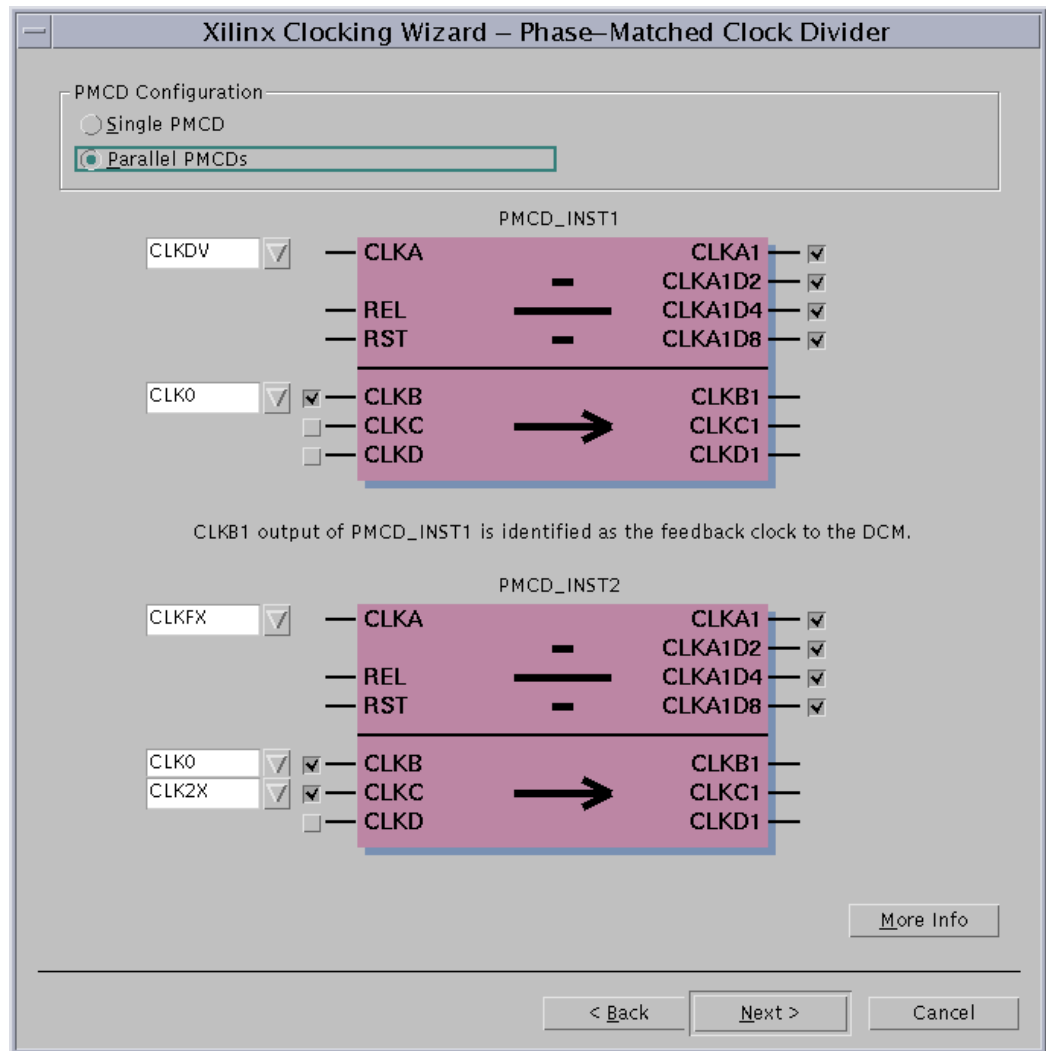 Xilinx Clocking Wizard – Phase–Matched Clock Divider
PMCD Configuration
Single PMCD
Parallel PMCDs
PMCD_INST1
CLKDV CLKA CLKA1
CLKA1D2
REL CLKA1D4
RST CLKA1D8
CLK0 CLKB CLKB1
CLKC CLKC1
CLKD CLKD1
CLKB1 output of PMCD_INST1 is identified as the feedback clock to the DCM.
PMCD_INST2
CLKFX CLKA CLKA1
CLKA1D2
REL CLKA1D4
RST CLKA1D8
CLK0 CLKB CLKB1
CLK2X CLKC CLKC1
CLKD CLKD1
More Info
< Back Next > Cancel